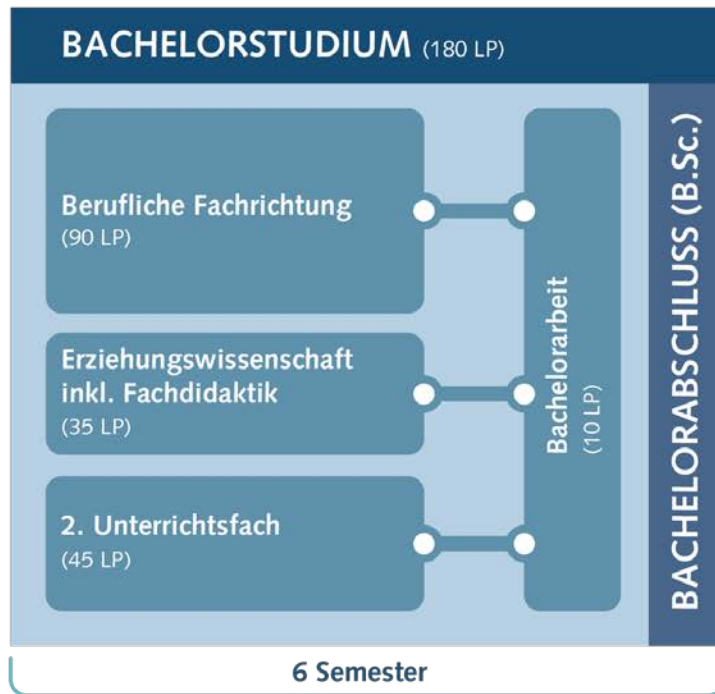 BACHELORSTUDIUM (180 LP)
Berufliche Fachrichtung
(90 LP)
Erziehungswissenschaft
inkl. Fachdidaktik
(35 LP)
2. Unterrichtsfach
(45 LP)
Bachelorarbeit
(10 LP)
BACHELORABSCHLUSS (B.Sc.)
6 Semester